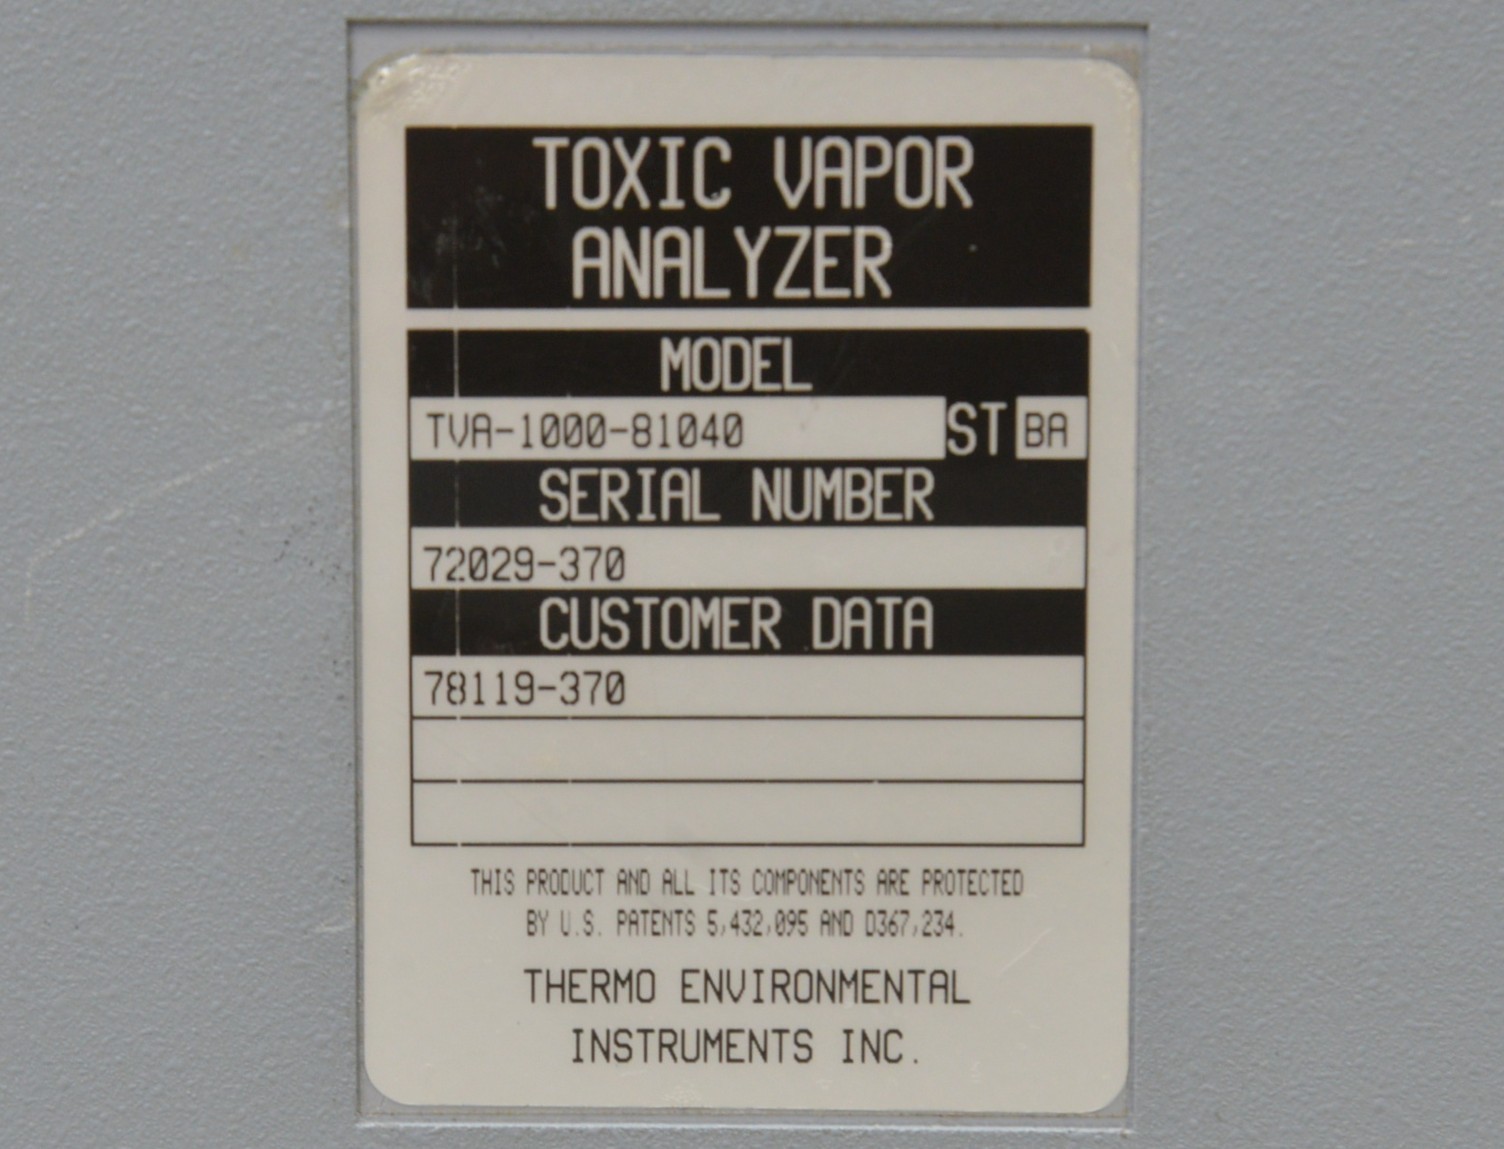 TOXIC VAPOR
ANALYZER
MODEL
TVA-1000-81040 ST BA
SERIAL NUMBER
72029-370
CUSTOMER DATA
78119-370
THIS PRODUCT AND ALL ITS COMPONENTS ARE PROTECTED
BY U.S. PATENTS 5,432,095 AND D367,234.
THERMO ENVIRONMENTAL
INSTRUMENTS INC.